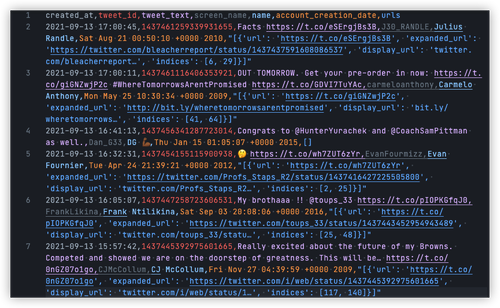 1 created_at,tweet_id,tweet_text,screen_name,name,account_creation_date,urls
2 2021-09-13 17:00:45,1437461259339931655,Facts https://t.co/eSErgjBs3B,J30_RANDLE,Julius
Randle,Sat Aug 21 00:50:10 +0000 2010,"[{'url': 'https://t.co/eSErgjBs3B', 'expanded_url':
'https://twitter.com/bleacherreport/status/1437437591608086537', 'display_url': 'twitter.
com/bleacherreport…', 'indices': [6, 29]}]"
3 2021-09-13 17:00:11,1437461116406353921,OUT TOMORROW. Get your pre-order in now: https://t.
co/giGNZwjP2c #WhereTomorrowsArentPromised https://t.co/GDVI7TuYAc,carmeloanthony,Carmelo
Anthony,Mon May 25 10:30:34 +0000 2009,"[{'url': 'https://t.co/giGNZwjP2c',
'expanded_url': 'http://bit.ly/wheretomorrowsarentpromised', 'display_url': 'bit.ly/
wheretomorrows…', 'indices': [41, 64]}]"
4 2021-09-13 16:41:13,1437456341287723014,Congrats to @HunterYurachek and @CoachSamPittman
as well.,Dan_G33,DG 💪🏾,Thu Jan 15 01:05:07 +0000 2015,[]
5 2021-09-13 16:32:31,1437454155115900938,🤔 https://t.co/wh7ZUT6zYr,EvanFourmizz,Evan
Fournier,Tue Apr 24 21:39:21 +0000 2012,"[{'url': 'https://t.co/wh7ZUT6zYr',
'expanded_url': 'https://twitter.com/Profs_Staps_R2/status/1437416427225505800',
'display_url': 'twitter.com/Profs_Staps_R2…', 'indices': [2, 25]}]"
6 2021-09-13 16:05:07,1437447258723606531,My brothaaa !! @toups_33 https://t.co/pIOPKGfqJ0,
FrankLikina,Frank Ntilikina,Sat Sep 03 20:08:06 +0000 2016,"[{'url': 'https://t.co/
pIOPKGfqJ0', 'expanded_url': 'https://twitter.com/toups_33/status/1437443452954943489',
'display_url': 'twitter.com/toups_33/statu…', 'indices': [25, 48]}]"
7 2021-09-13 15:57:42,1437445392975601665,Really excited about the future of my Browns.
Competed and showed we are on the doorstep of greatness. This will be… https://t.co/
0nGZ07o1go,CJMcCollum,CJ McCollum,Fri Nov 27 04:39:59 +0000 2009,"[{'url': 'https://t.co/
0nGZ07o1go', 'expanded_url': 'https://twitter.com/i/web/status/1437445392975601665',
'display_url': 'twitter.com/i/web/status/1…', 'indices': [117, 140]}]"